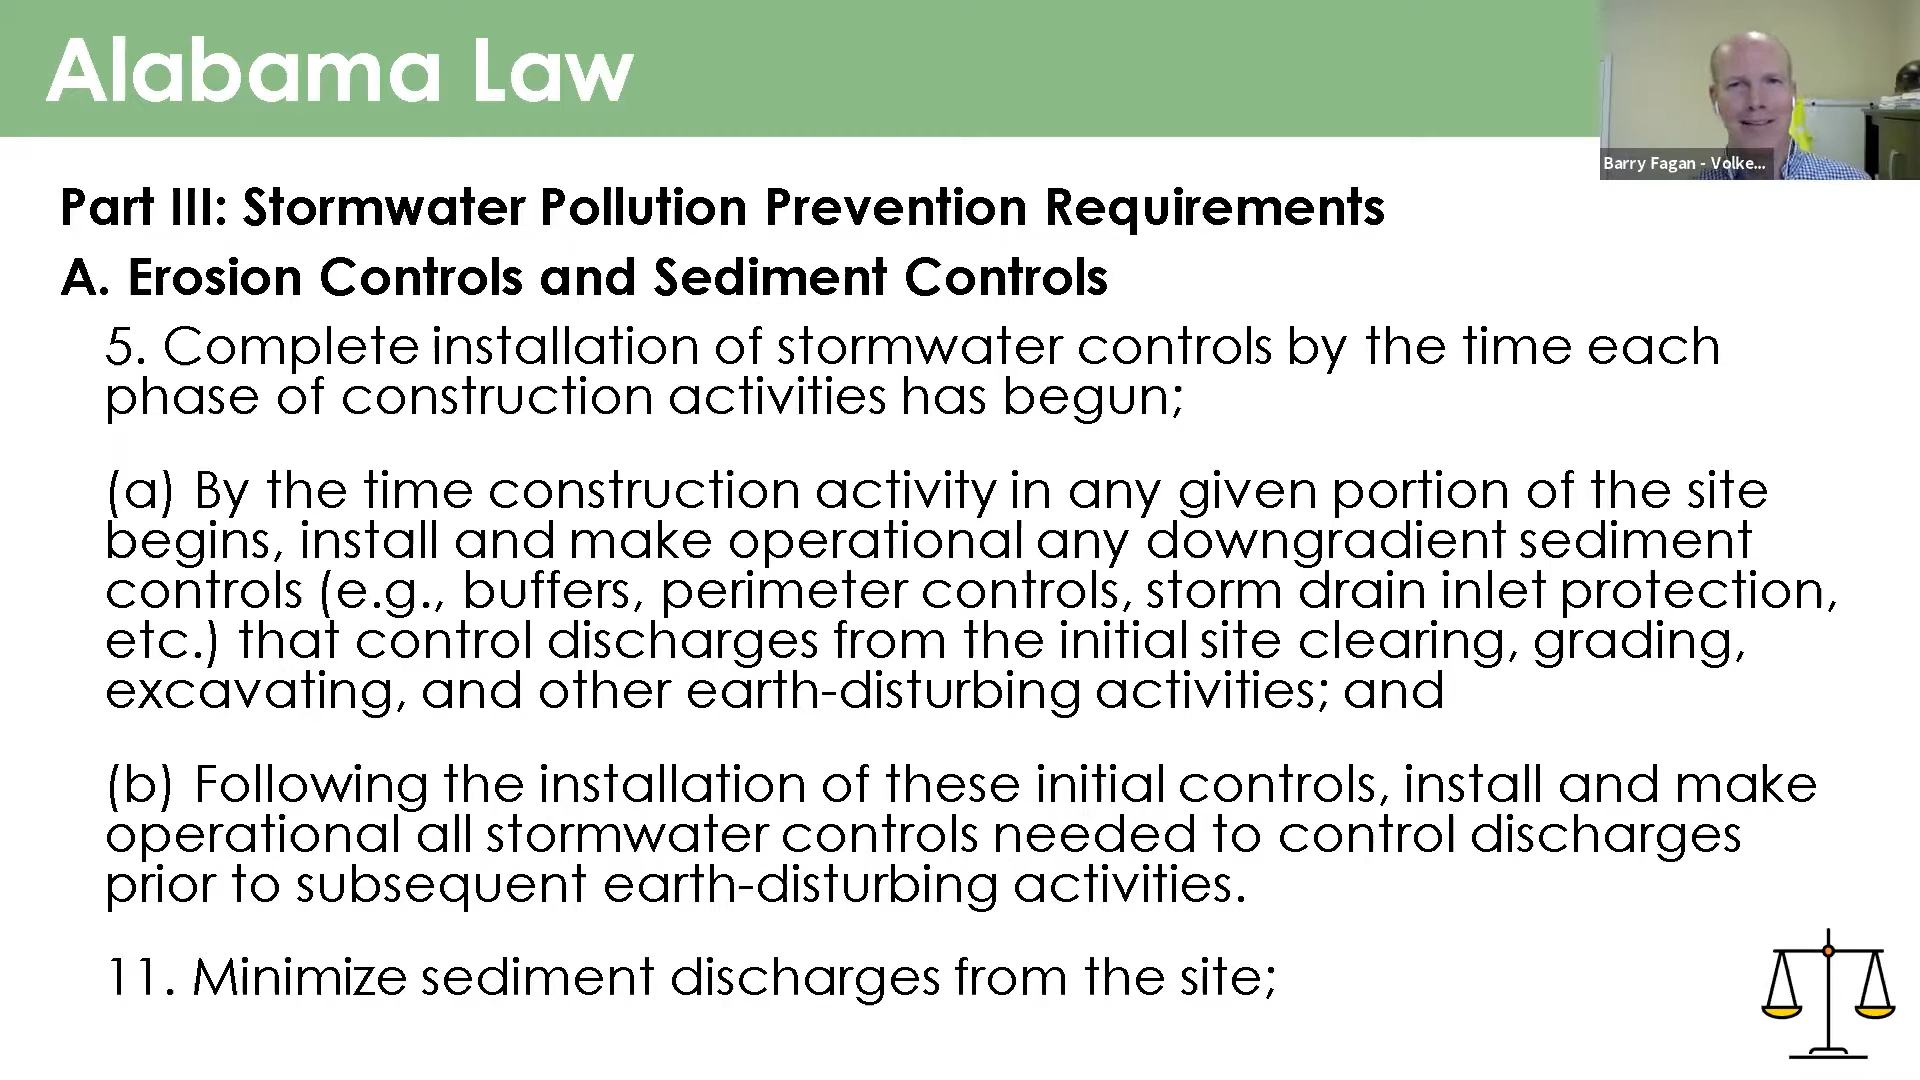 Alabama Law
Barry Fagan - Volke...
Part III: Stormwater Pollution Prevention Requirements
A. Erosion Controls and Sediment Controls
5. Complete installation of stormwater controls by the time each
phase of construction activities has begun;
(a) By the time construction activity in any given portion of the site
begins, install and make operational any downgradient sediment
controls (e.g., buffers, perimeter controls, storm drain inlet protection,
etc.) that control discharges from the initial site clearing, grading,
excavating, and other earth-disturbing activities; and
(b) Following the installation of these initial controls, install and make
operational all stormwater controls needed to control discharges
prior to subsequent earth-disturbing activities.
11. Minimize sediment discharges from the site;